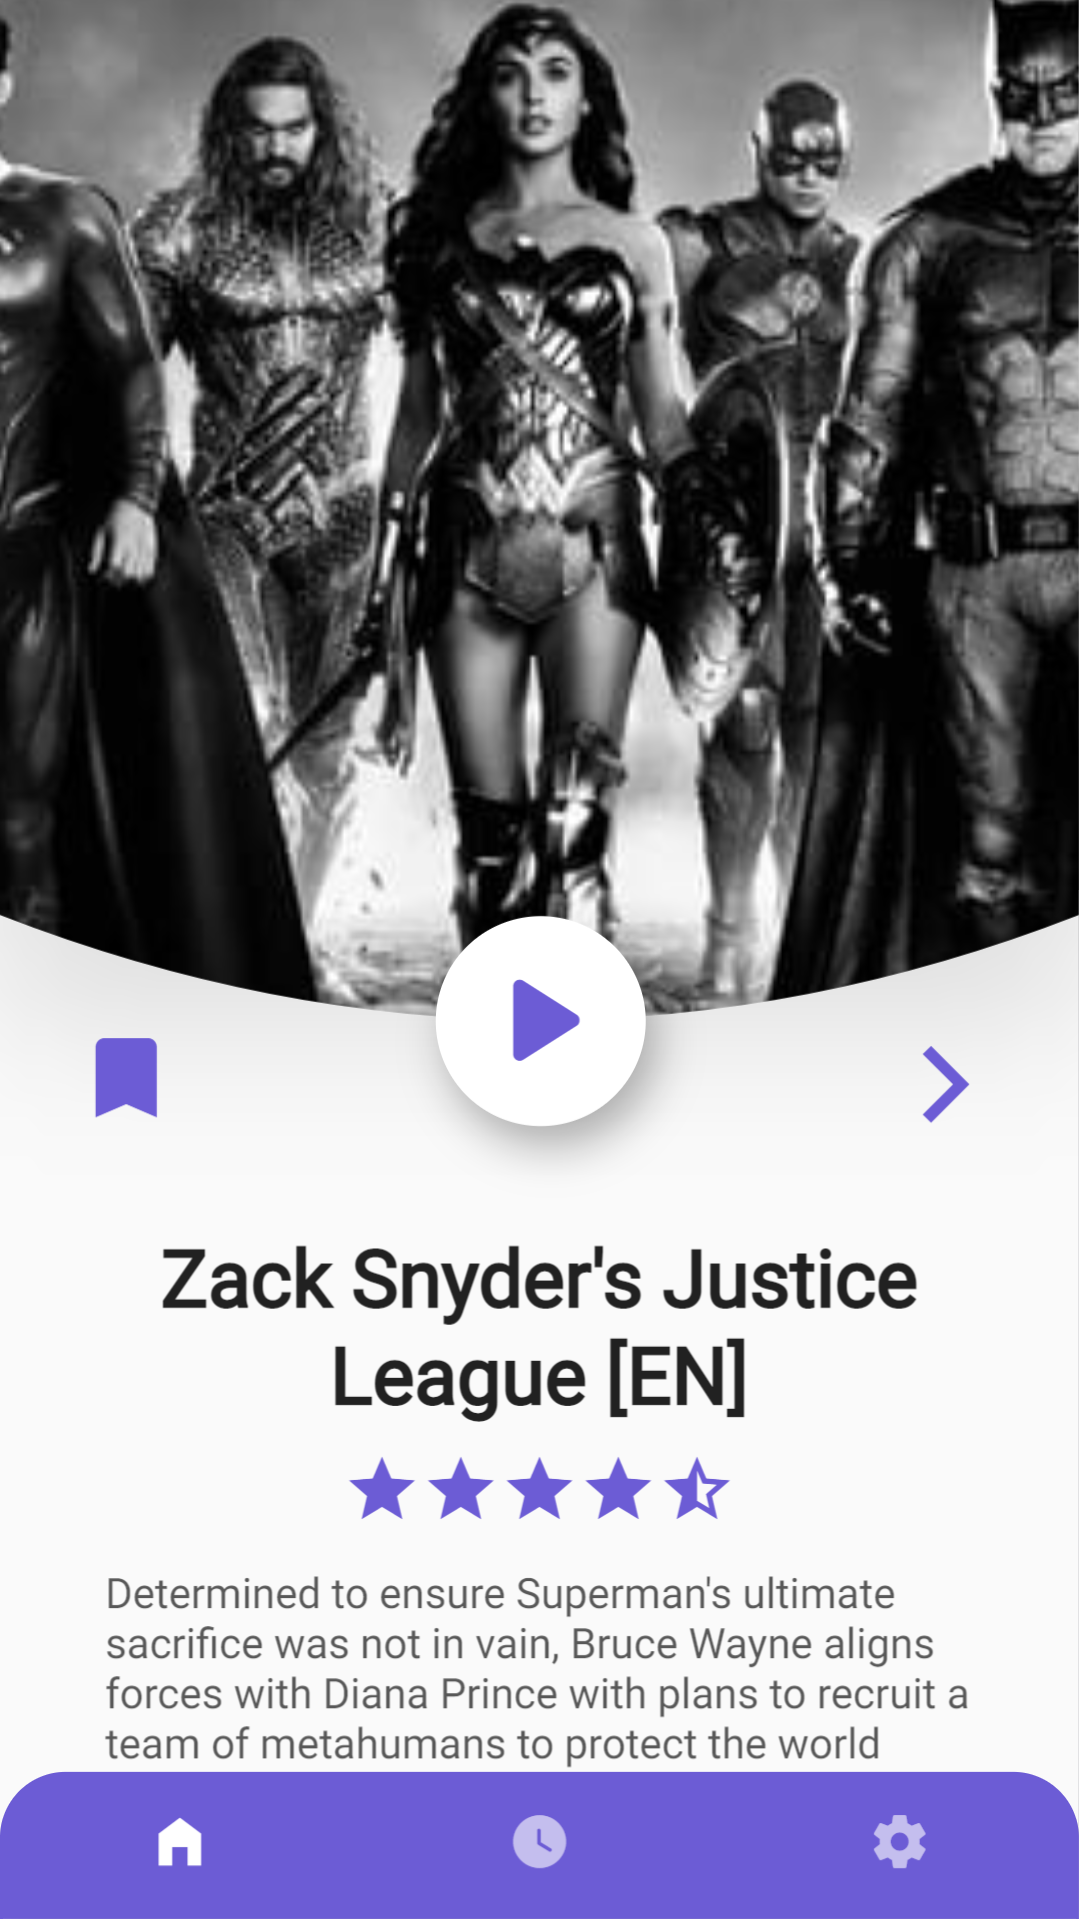 Zack Snyder's Justice
League [EN]
Determined to ensure Superman's ultimate
sacrifice was not in vain, Bruce Wayne aligns
forces with Diana Prince with plans to recruit a
team of metahumans to protect the world